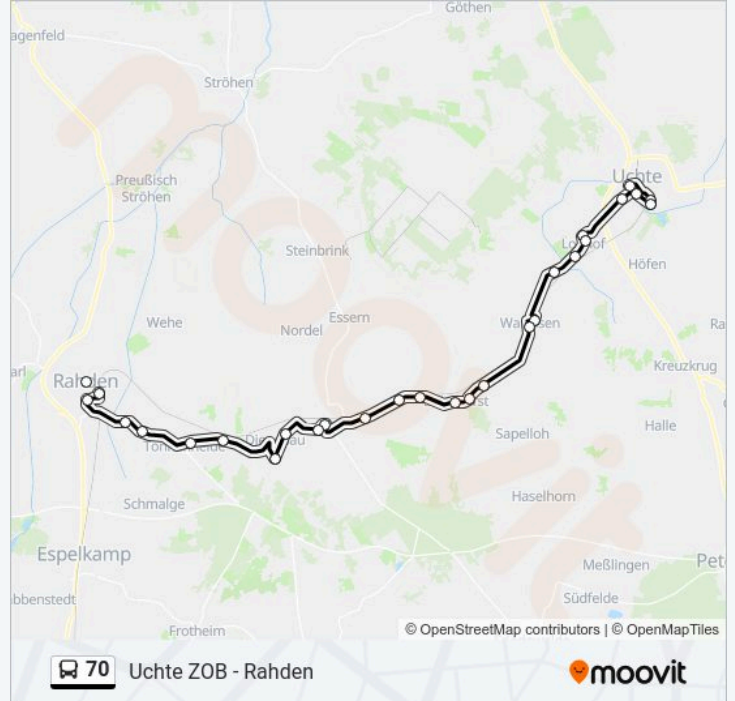 Göthen
agenfeld
Ströhen
Preußisch
Ströhen
Uchte
Steinbrink
Höfen
Essern
Wehe
Nordel
Ra
Kreuzkrug
arl
Rahden
Halle
Sapelloh
Haselhorn
Schmalge
Espelkamp
Pet
Meßlingen
abbenstedt
Südfelde
Frotheim
© OpenStreetMap contributors | © OpenMapTiles
70
Uchte ZOB - Rahden
moovit